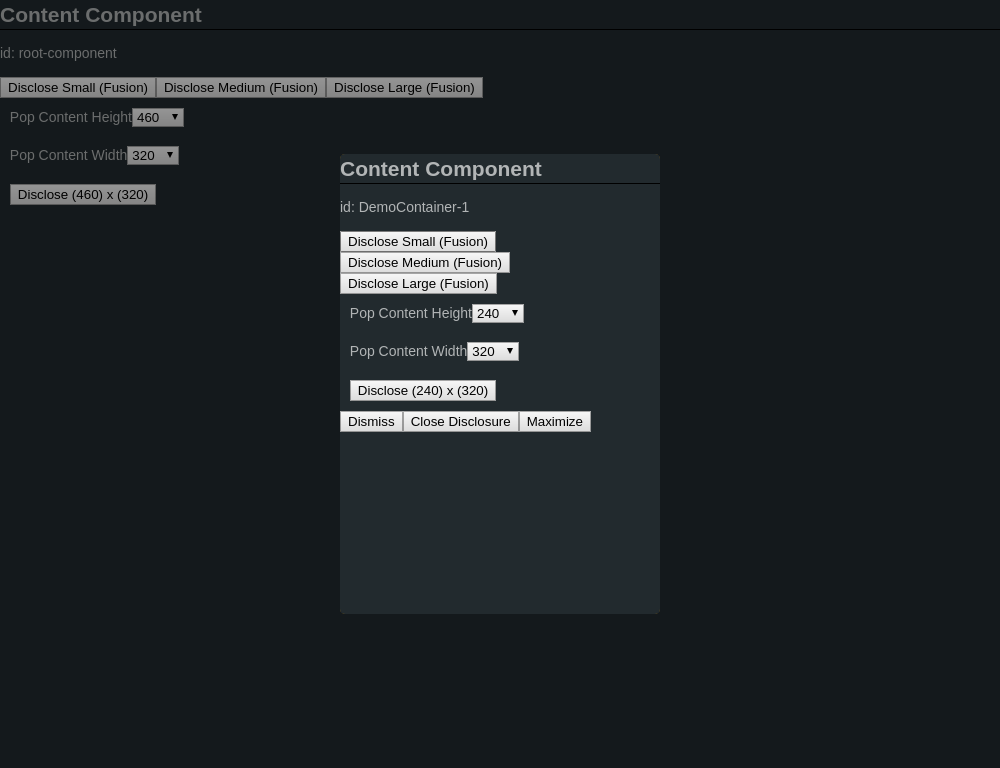 Content Component
id: root-component
Disclose Small (Fusion) Disclose Medium (Fusion) Disclose Large (Fusion)
Pop Content Height 460
Pop Content Width 320
Disclose (460) x (320)
Content Component
id: DemoContainer-1
Disclose Small (Fusion)
Disclose Medium (Fusion)
Disclose Large (Fusion)
Pop Content Height 240
Pop Content Width 320
Disclose (240) x (320)
Dismiss Close Disclosure Maximize